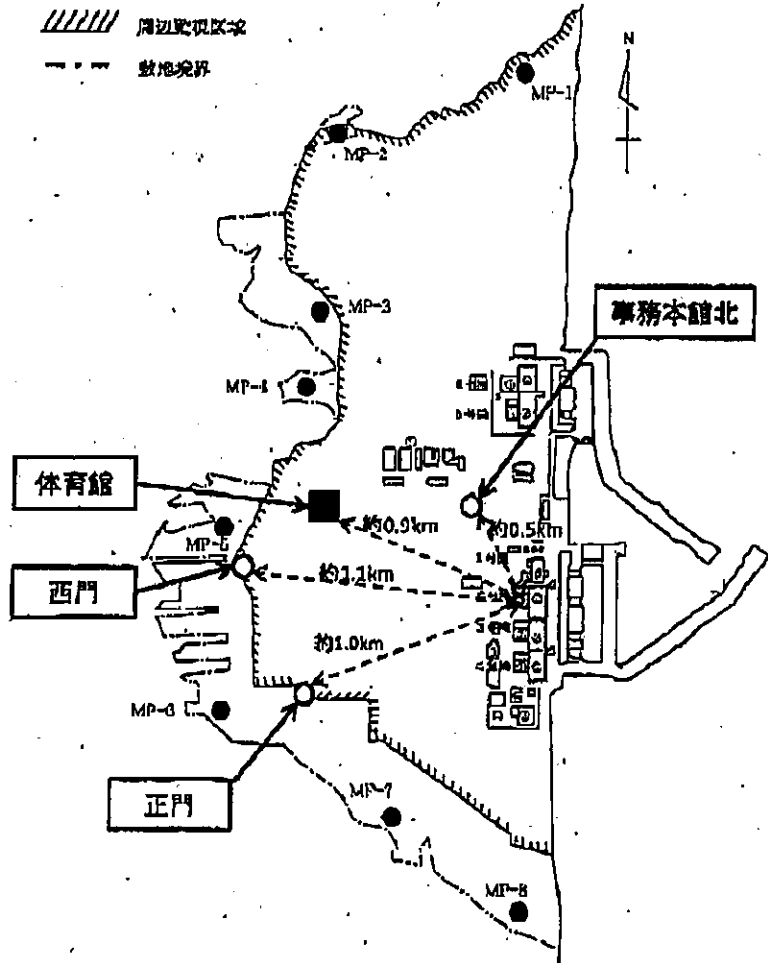 周辺監視区域
敷地境界
N
MP-1
MP-2
MP-3
事務本館北
MP-4
体育館
約0.9km
約0.5km
MP-5
西門
約1.1km
約1.0km
MP-6
正門
MP-7
MP-8